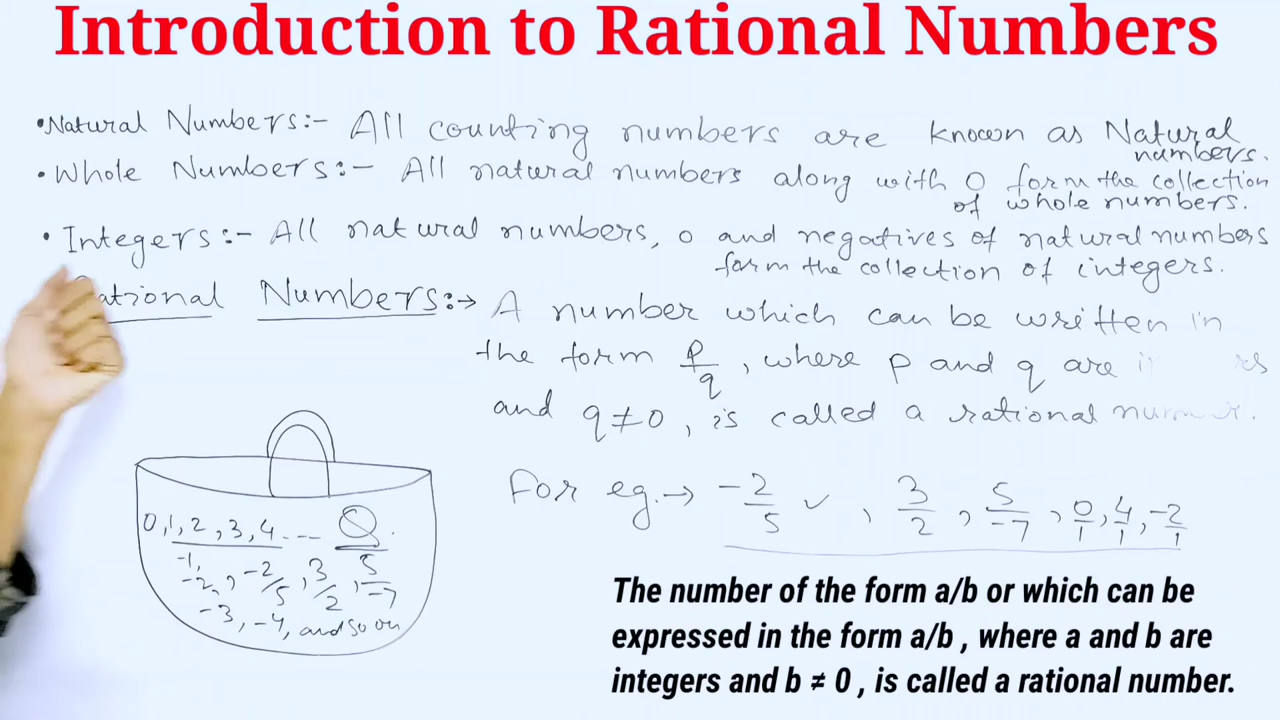 Introduction to Rational Numbers
•Natural Numbers:- All counting numbers are known as Natural
numbers.
• Whole Numbers:- All natural numbers along with 0 form the collection
of whole numbers.
• Integers:- All natural numbers, 0 and negatives of natural numbers
form the collection of integers.
Numbers:→ A number which can be written in
the form p/q, where p and q are
and q≠0, is called a rational
For eg.→ -2/5 ✓, 3/2, 5/-7, 0/1, 4/1, -2/1
0,1,2,3,4.... Q.
-1,
-2, -2/5, 3/2, 5/-7
-3, -4, and so on
The number of the form a/b or which can be
expressed in the form a/b , where a and b are
integers and b ≠ 0 , is called a rational number.